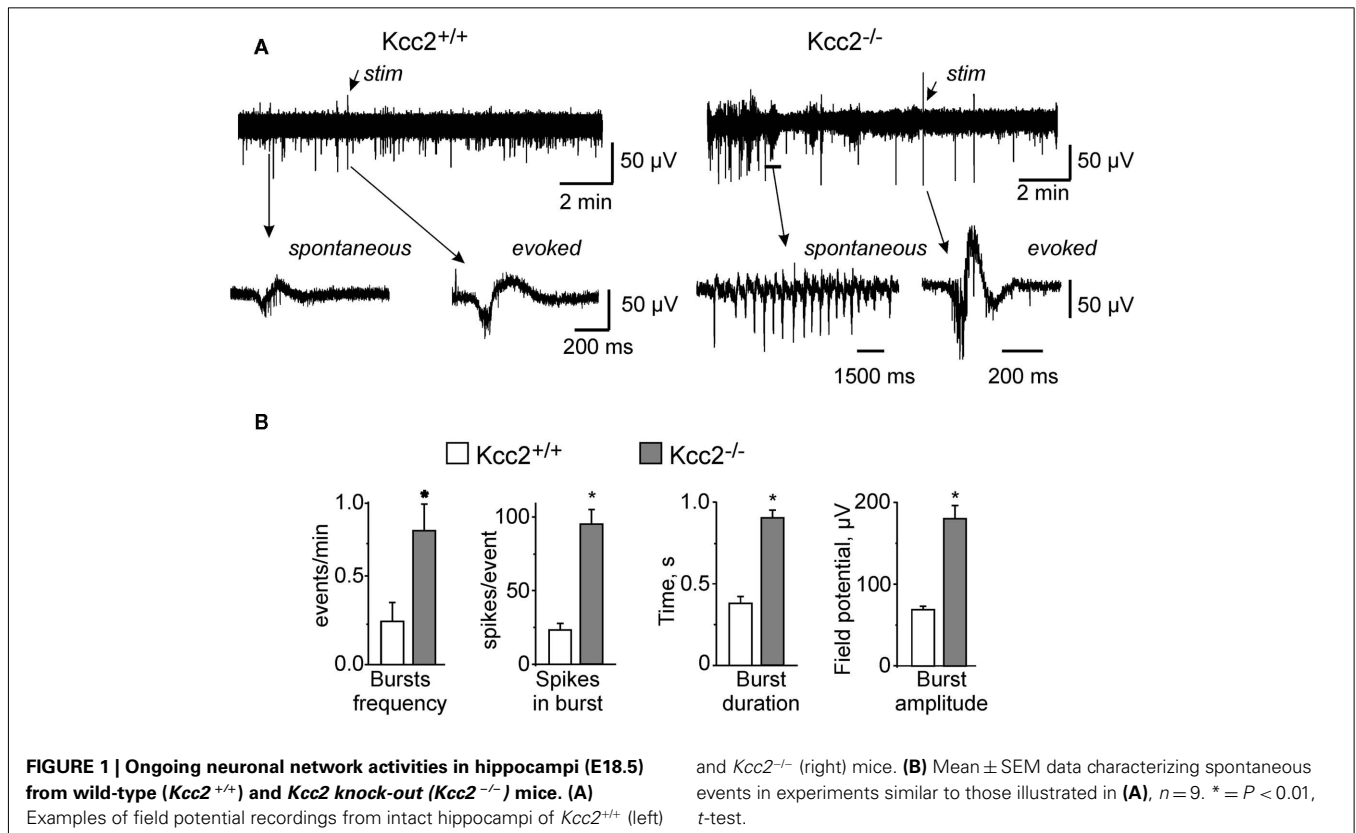 A
Kcc2+/+
Kcc2-/-
stim
stim
50 µV
2 min
50 µV
2 min
spontaneous
evoked
spontaneous
evoked
50 µV
200 ms
50 µV
1500 ms
200 ms
B
Kcc2+/+
Kcc2-/-
events/min
1.0
0.5
0.0
*
Bursts
frequency
spikes/event
100
50
0
*
Spikes
in burst
Time, s
1.0
0.5
0
*
Burst
duration
Field potential, µV
200
100
0
*
Burst
amplitude
FIGURE 1 | Ongoing neuronal network activities in hippocampi (E18.5)
from wild-type (Kcc2 +/+) and Kcc2 knock-out (Kcc2 −/−) mice. (A)
Examples of field potential recordings from intact hippocampi of Kcc2+/+ (left)
and Kcc2−/− (right) mice. (B) Mean ± SEM data characterizing spontaneous
events in experiments similar to those illustrated in (A), n = 9. * = P < 0.01,
t-test.